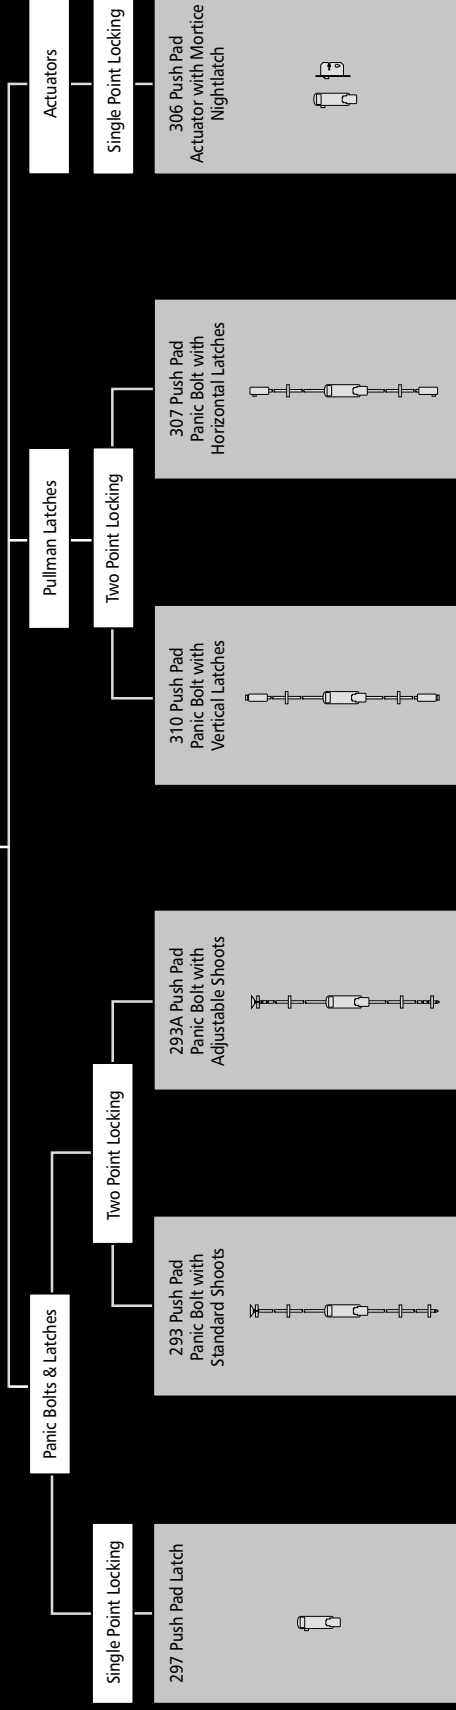 Panic Bolts & Latches
Pullman Latches
Actuators
Single Point Locking
Two Point Locking
Two Point Locking
Single Point Locking
297 Push Pad Latch
293 Push Pad
Panic Bolt with
Standard Shoots
293A Push Pad
Panic Bolt with
Adjustable Shoots
310 Push Pad
Panic Bolt with
Vertical Latches
307 Push Pad
Panic Bolt with
Horizontal Latches
306 Push Pad
Actuator with Mortice
Nightlatch